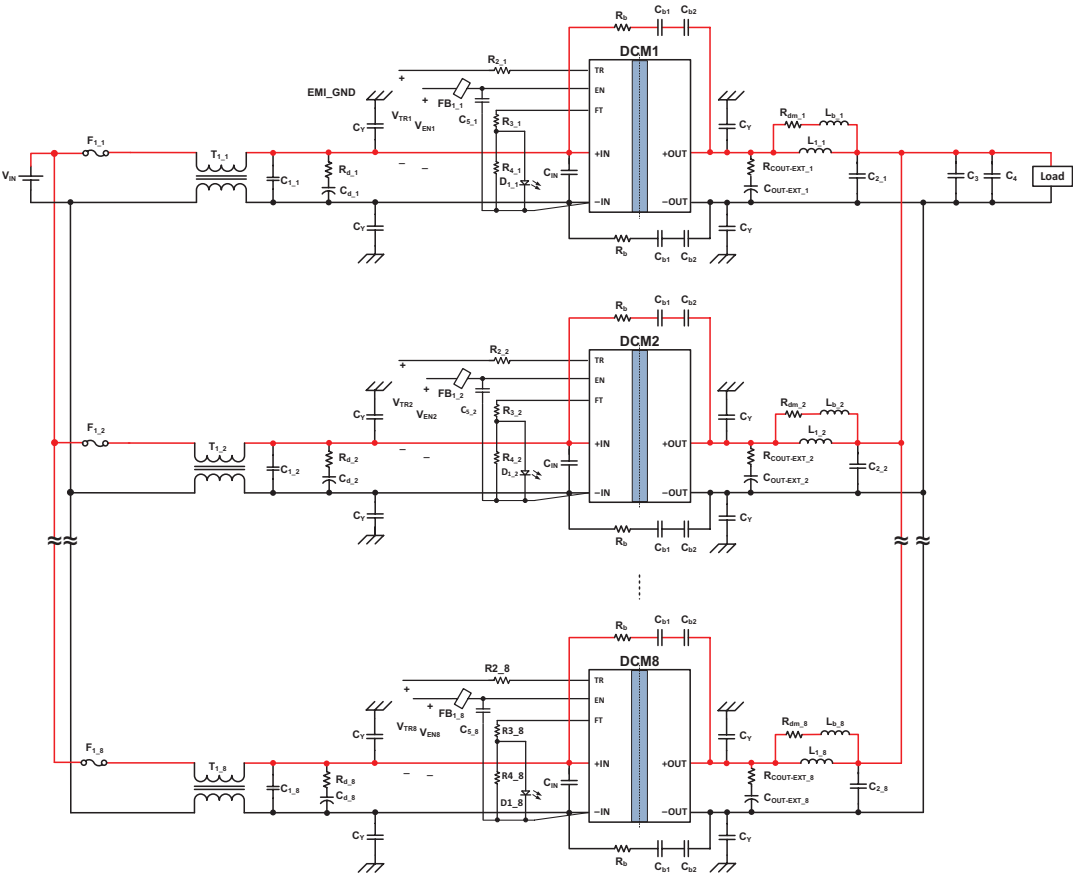 Rb Cb1 Cb2
DCM1
R2_1
TR
EMI_GND
+
+
FB1_1
EN
VTR1
VEN1
C5_1
FT
CY
R3_1
CY
Rdm_1 Lb_1
F1_1
T1_1
L1_1
– –
+IN
+OUT
VIN
C1_1
Rd_1
Cd_1
R4_1
D1_1
CIN
RCOUT-EXT_1
COUT-EXT_1
C2_1
C3
C4
Load
–IN
–OUT
CY
CY
Rb
Cb1 Cb2
Rb Cb1 Cb2
DCM2
R2_2
TR
+
+
FB1_2
EN
VTR2
VEN2
C5_2
FT
CY
R3_2
CY
Rdm_2 Lb_2
F1_2
T1_2
L1_2
– –
+IN
+OUT
C1_2
Rd_2
Cd_2
R4_2
D1_2
CIN
RCOUT-EXT_2
COUT-EXT_2
C2_2
–IN
–OUT
CY
CY
Rb
Cb1 Cb2
≈ ≈ ≈ ≈
Rb Cb1 Cb2
DCM8
R2_8
TR
+
+
FB1_8
EN
VTR8
VEN8
C5_8
FT
CY
R3_8
CY
Rdm_8 Lb_8
F1_8
T1_8
L1_8
– –
+IN
+OUT
C1_8
Rd_8
Cd_8
R4_8
D1_8
CIN
RCOUT-EXT_8
COUT-EXT_8
C2_8
–IN
–OUT
CY
CY
Rb
Cb1 Cb2